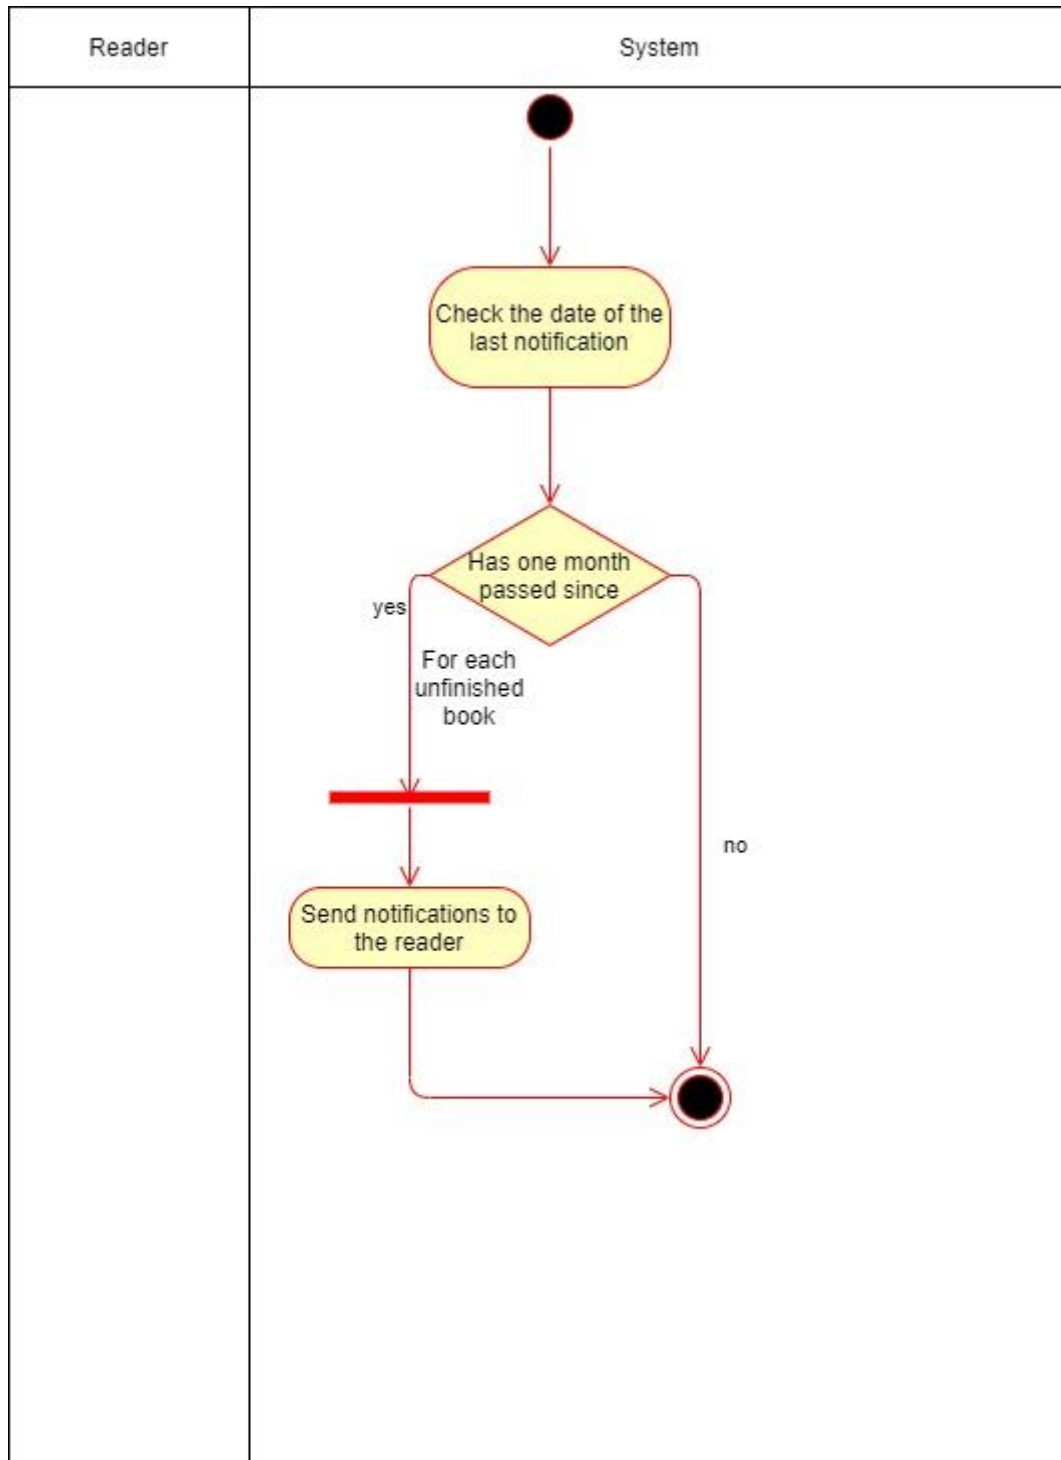 Reader
System
Check the date of the
last notification
Has one month
passed since
yes
For each
unfinished
book
no
Send notifications to
the reader